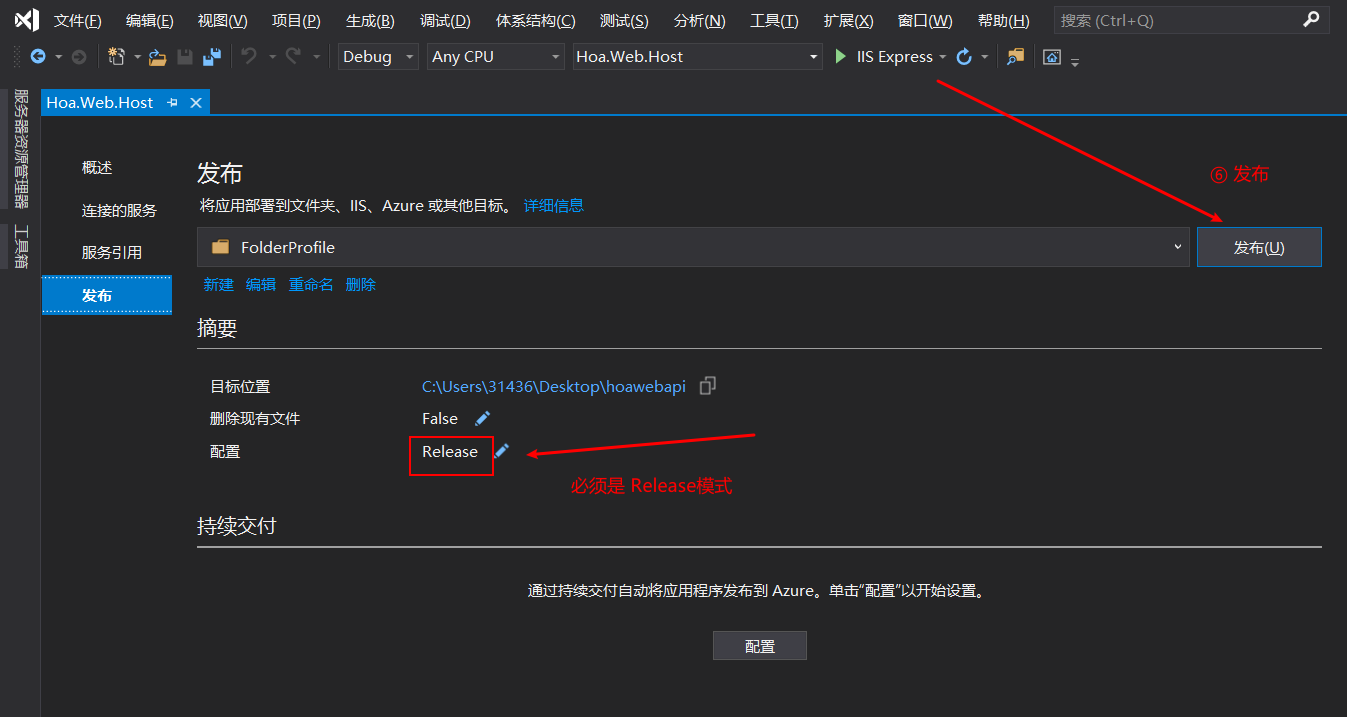 文件(F) 编辑(E) 视图(V) 项目(P) 生成(B) 调试(D) 体系结构(C) 测试(S) 分析(N) 工具(T) 扩展(X) 窗口(W) 帮助(H) 搜索 (Ctrl+Q)
Debug Any CPU Hoa.Web.Host IIS Express
服务器资源管理器
工具箱
Hoa.Web.Host
概述
连接的服务
服务引用
发布
发布
将应用部署到文件夹、IIS、Azure 或其他目标。 详细信息
⑥ 发布
FolderProfile
发布(U)
新建 编辑 重命名 删除
摘要
目标位置 C:\Users\31436\Desktop\hoawebapi
删除现有文件 False
配置 Release
必须是 Release模式
持续交付
通过持续交付自动将应用程序发布到 Azure。单击“配置”以开始设置。
配置